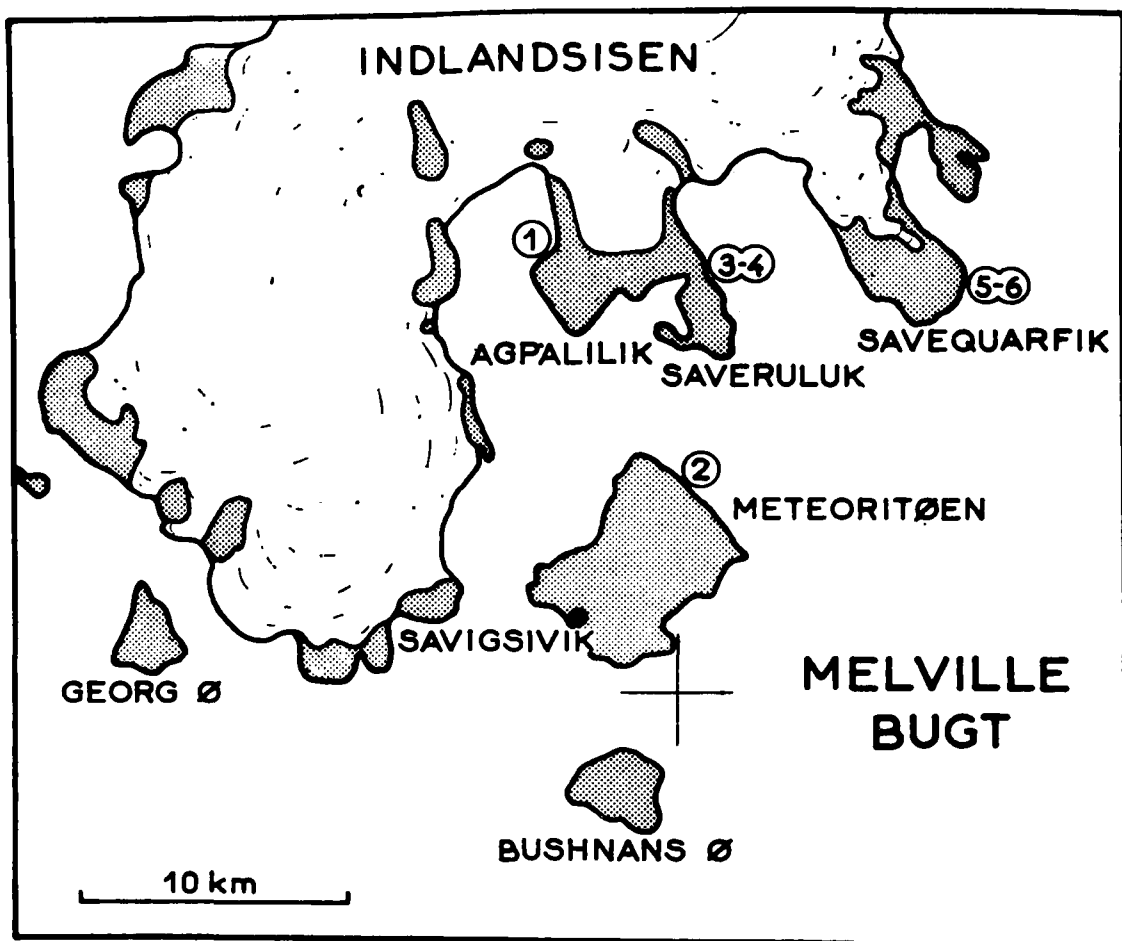 INDLANDSISEN
1
3-4
5-6
AGPALILIK
SAVERULUK
SAVEQUARFIK
2
METEORITØEN
SAVIGSIVIK
GEORG Ø
MELVILLE
BUGT
BUSHNANS Ø
10 km